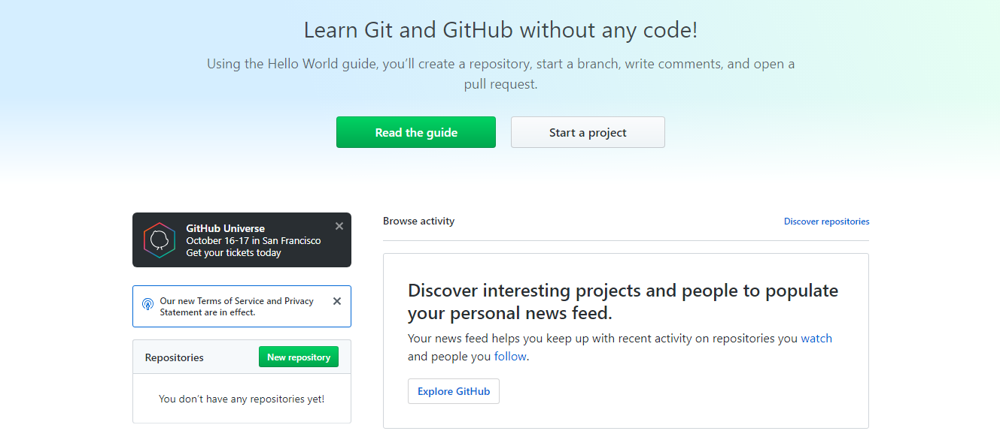 Learn Git and GitHub without any code!
Using the Hello World guide, you’ll create a repository, start a branch, write comments, and open a
pull request.
Read the guide
Start a project
GitHub Universe
October 16-17 in San Francisco
Get your tickets today
Our new Terms of Service and Privacy
Statement are in effect.
Repositories
New repository
You don’t have any repositories yet!
Browse activity
Discover repositories
Discover interesting projects and people to populate
your personal news feed.
Your news feed helps you keep up with recent activity on repositories you watch
and people you follow.
Explore GitHub